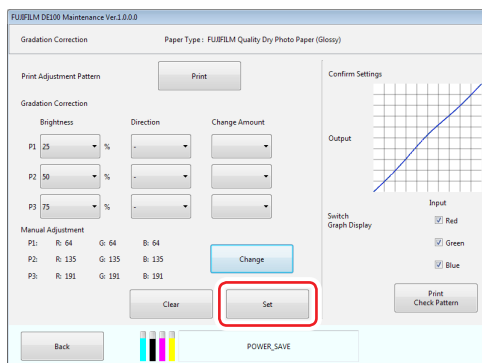 FUJIFILM DE100 Maintenance Ver.1.0.0.0
Gradation Correction Paper Type : FUJIFILM Quality Dry Photo Paper (Glossy)
Print Adjustment Pattern Print Confirm Settings
Gradation Correction
Brightness Direction Change Amount
Output
P1 25 % -
P2 50 % -
P3 75 % -
Input
Switch
Graph Display
Red
Green
Blue
Manual Adjustment
P1: R: 64 G: 64 B: 64
P2: R: 135 G: 135 B: 135
P3: R: 191 G: 191 B: 191
Change
Clear Set
Print
Check Pattern
Back POWER_SAVE